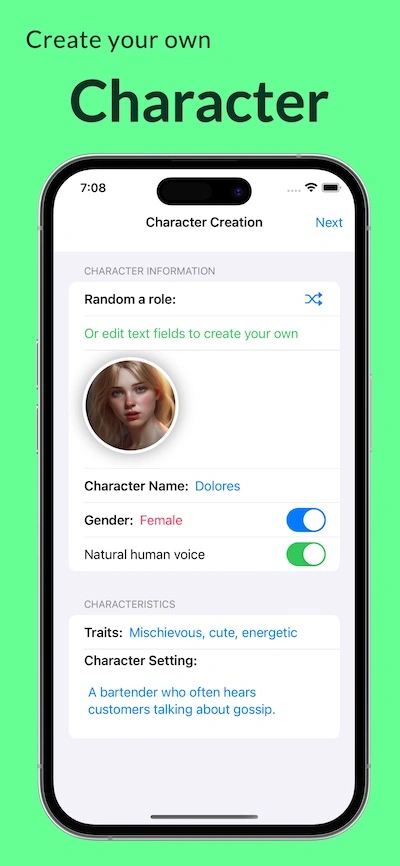 Create your own
Character
7:08
Character Creation
Next
CHARACTER INFORMATION
Random a role:
Or edit text fields to create your own
Character Name: Dolores
Gender: Female
Natural human voice
CHARACTERISTICS
Traits: Mischievous, cute, energetic
Character Setting:
A bartender who often hears
customers talking about gossip.